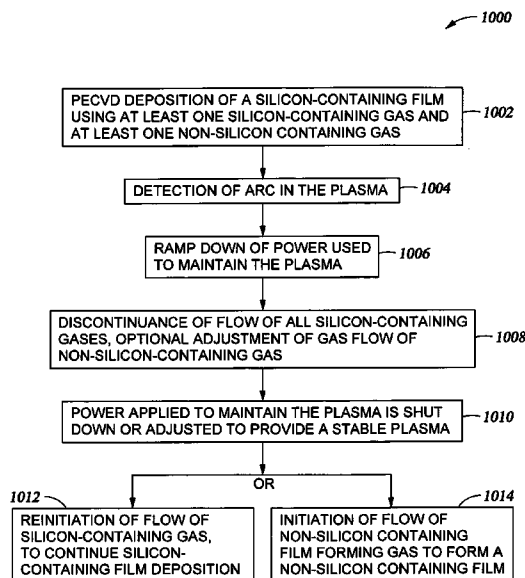 1000
PECVD DEPOSITION OF A SILICON-CONTAINING FILM
USING AT LEAST ONE SILICON-CONTAINING GAS AND
AT LEAST ONE NON-SILICON CONTAINING GAS
1002
DETECTION OF ARC IN THE PLASMA
1004
RAMP DOWN OF POWER USED
TO MAINTAIN THE PLASMA
1006
DISCONTINUANCE OF FLOW OF ALL SILICON-CONTAINING
GASES, OPTIONAL ADJUSTMENT OF GAS FLOW OF
NON-SILICON-CONTAINING GAS
1008
POWER APPLIED TO MAINTAIN THE PLASMA IS SHUT
DOWN OR ADJUSTED TO PROVIDE A STABLE PLASMA
1010
OR
1012
REINITIATION OF FLOW OF
SILICON-CONTAINING GAS,
TO CONTINUE SILICON-
CONTAINING FILM DEPOSITION
1014
INITIATION OF FLOW OF
NON-SILICON CONTAINING
FILM FORMING GAS TO FORM A
NON-SILICON CONTAINING FILM